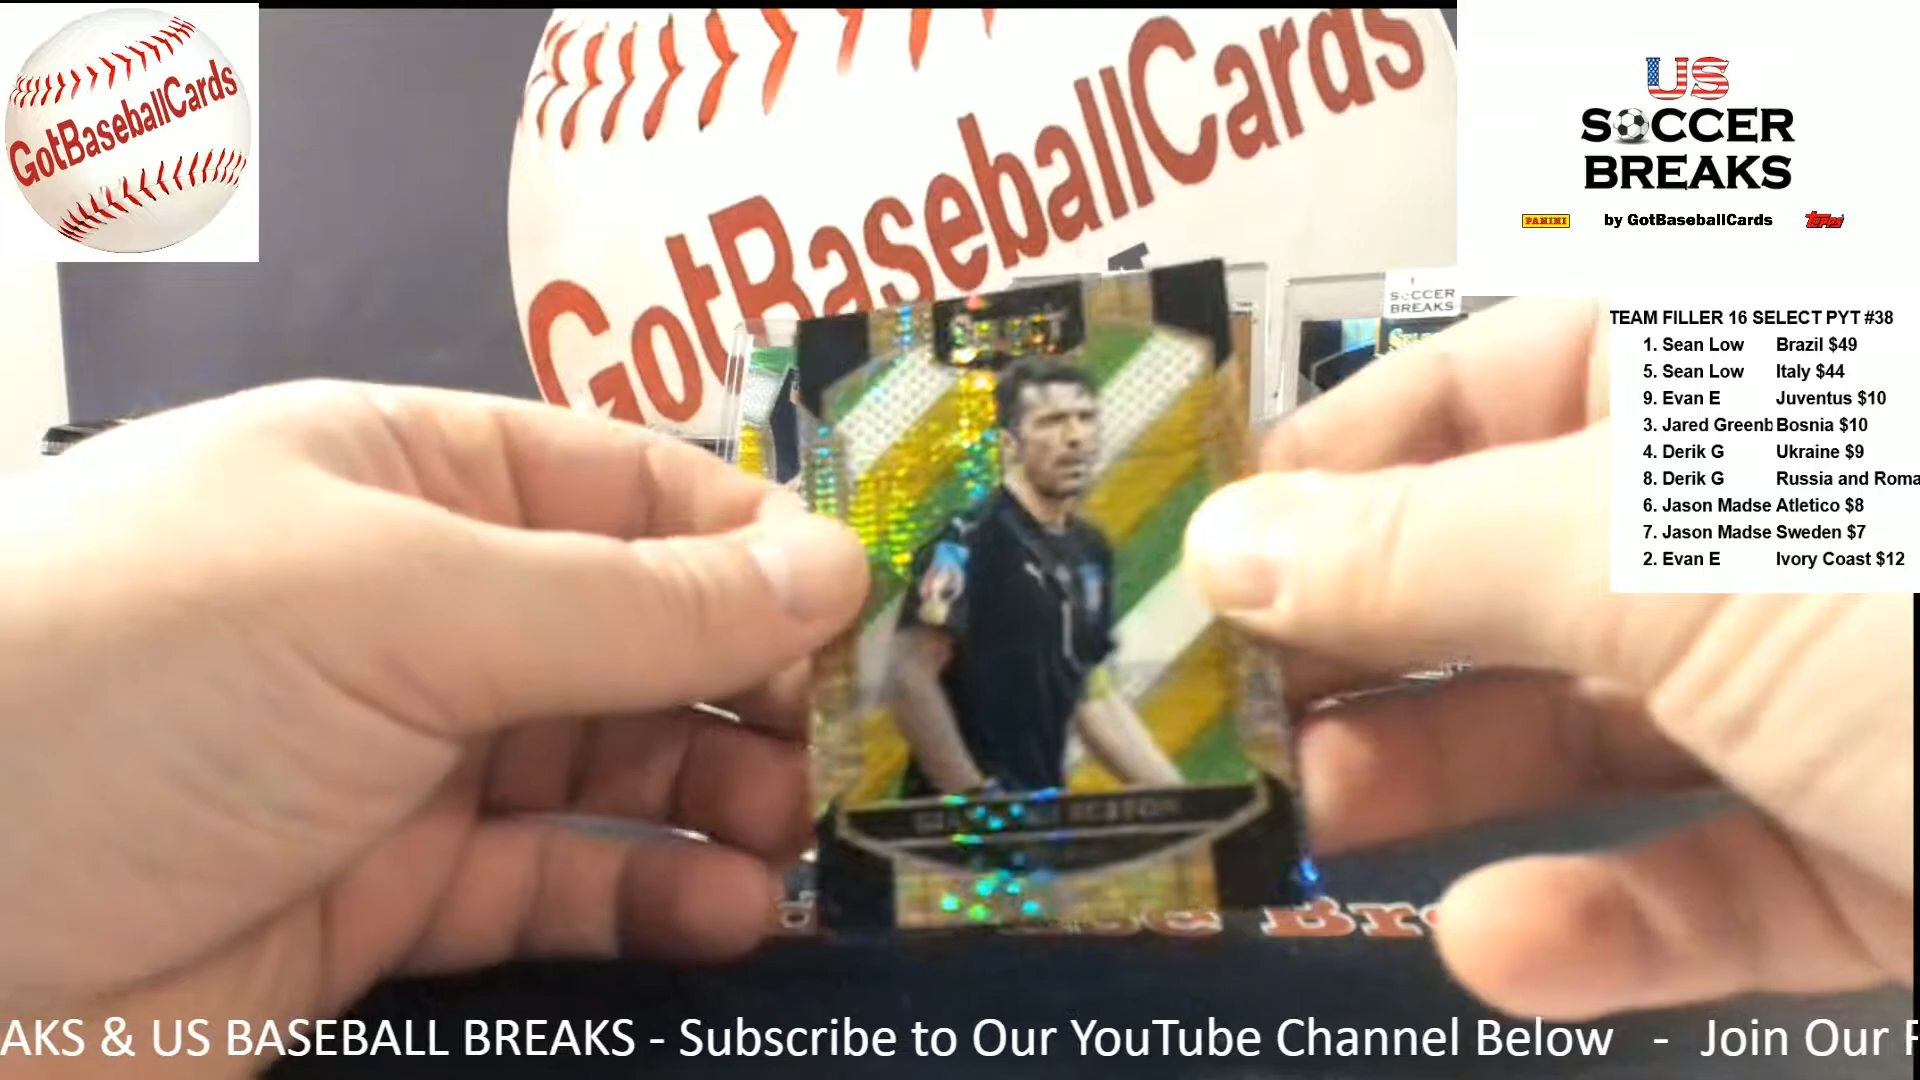 GotBaseballCards
GotBaseballCards
US
SOCCER
BREAKS
PANINI by GotBaseballCards Topps
SOCCER
BREAKS
SELECT
TEAM FILLER 16 SELECT PYT #38
1. Sean Low Brazil $49
5. Sean Low Italy $44
9. Evan E Juventus $10
3. Jared Greenb Bosnia $10
4. Derik G Ukraine $9
8. Derik G Russia and Roma
6. Jason Madse Atletico $8
7. Jason Madse Sweden $7
2. Evan E Ivory Coast $12
AKS & US BASEBALL BREAKS - Subscribe to Our YouTube Channel Below - Join Our F